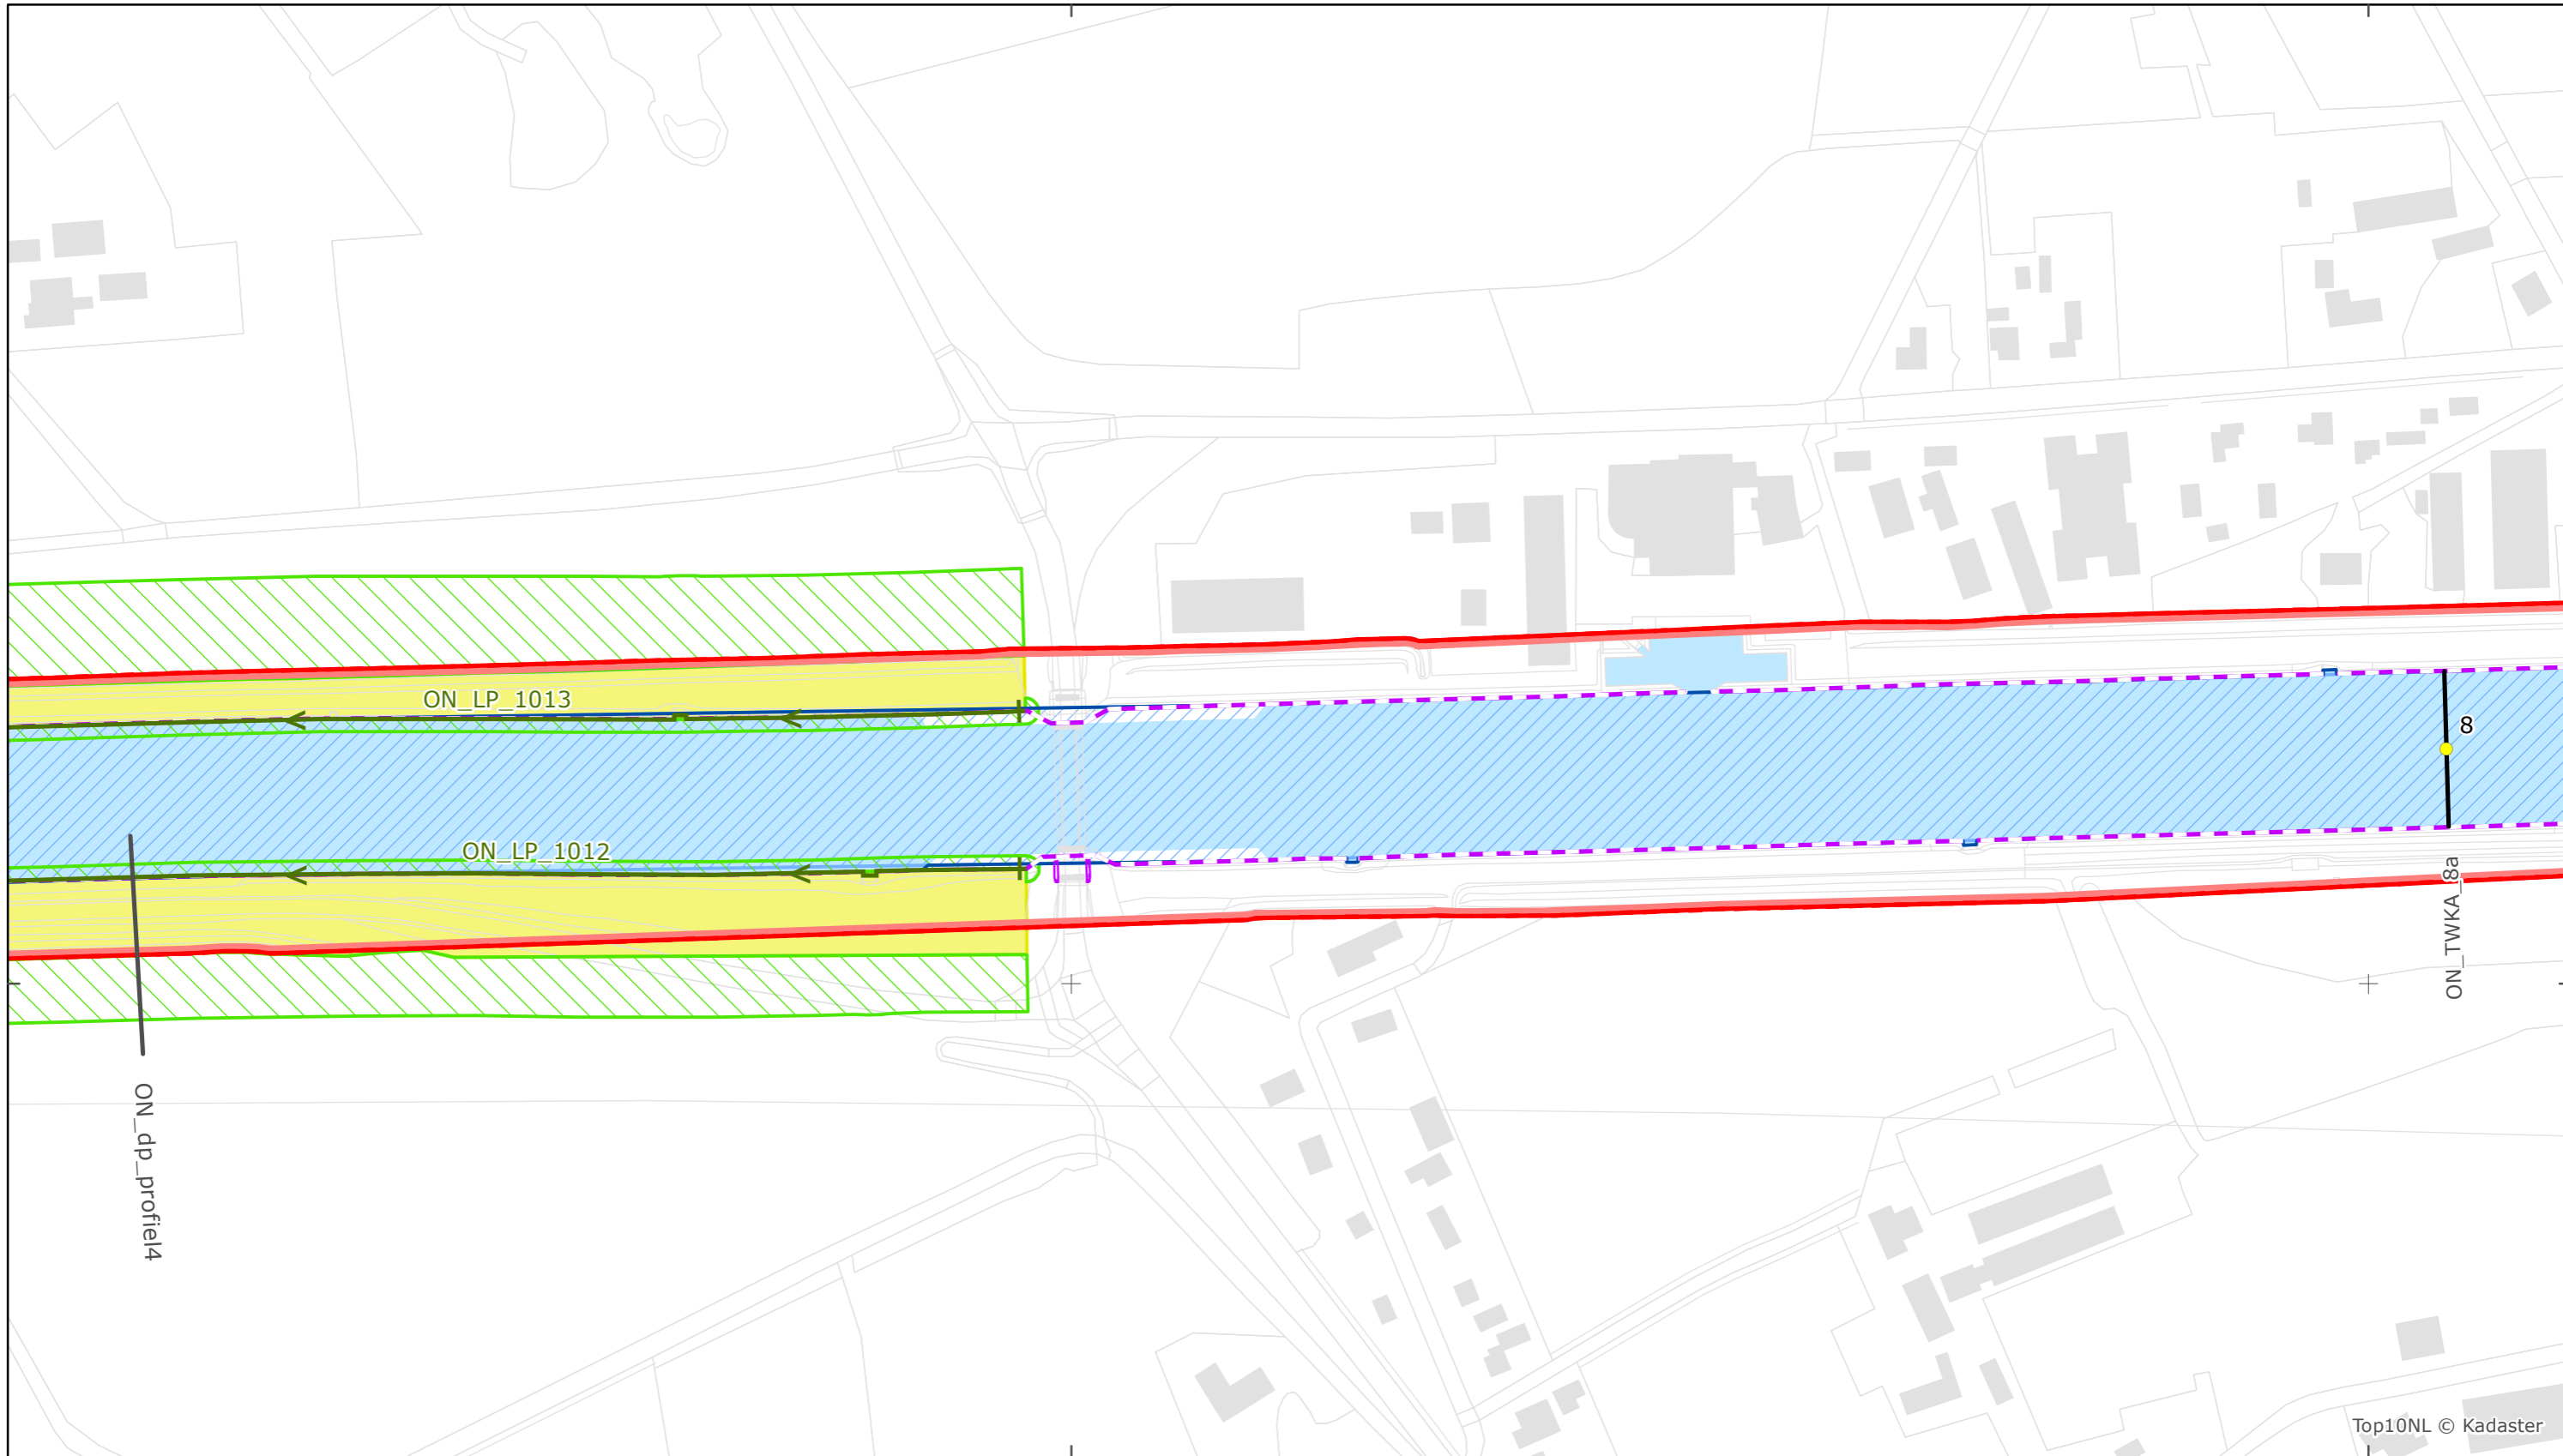 ON_LP_1013
8
ON_LP_1012
ON_TWKA_8a
ON_dp_profiel4
Top10NL © Kadaster